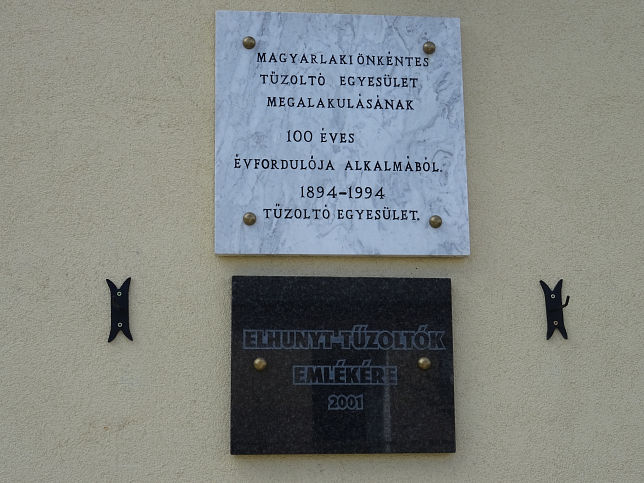 MAGYARLAKI ÖNKÉNTES
TŰZOLTÓ EGYESÜLET
MEGALAKULÁSÁNAK
100 ÉVES
ÉVFORDULÓJA ALKALMÁBÓL.
1894-1994
TŰZOLTÓ EGYESÜLET.
ELHUNYT-TŰZOLTÓK
EMLÉKÉRE
2001